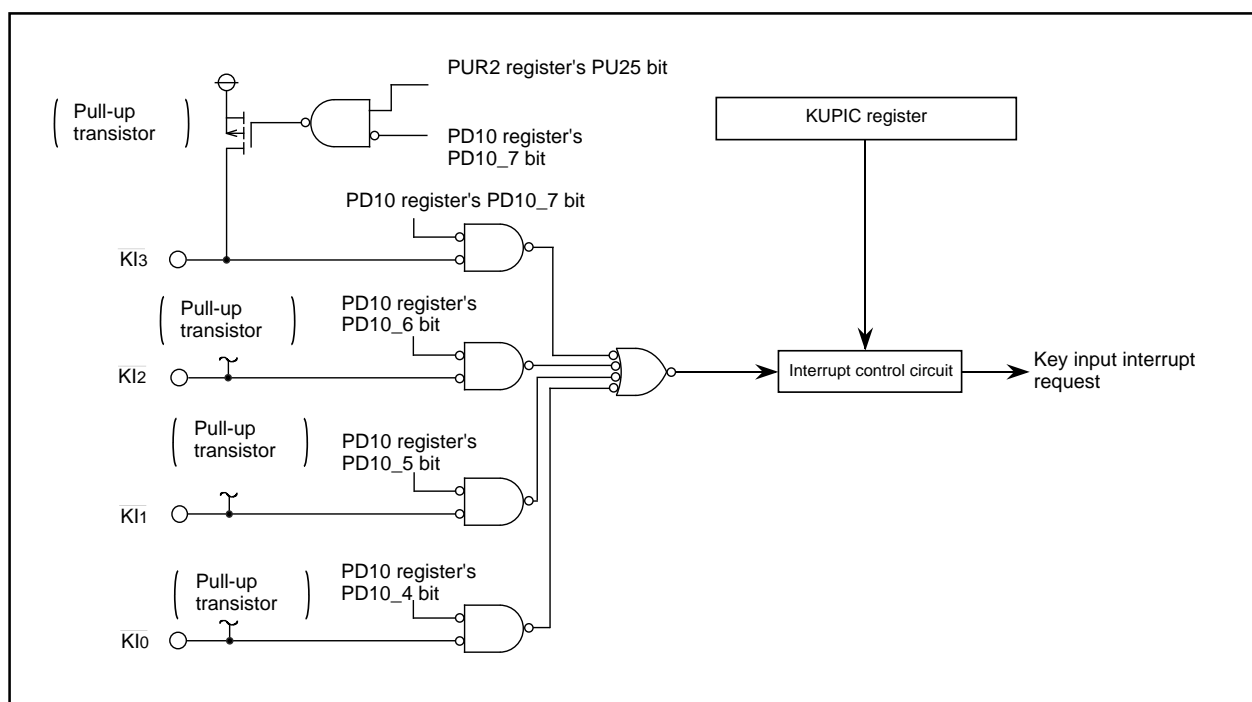 PUR2 register's PU25 bit
Pull-up
transistor
KUPIC register
PD10 register's
PD10_7 bit
PD10 register's PD10_7 bit
KI3
Pull-up
transistor
PD10 register's
PD10_6 bit
KI2
Interrupt control circuit
Key input interrupt
request
Pull-up
transistor
PD10 register's
PD10_5 bit
KI1
Pull-up
transistor
PD10 register's
PD10_4 bit
KI0